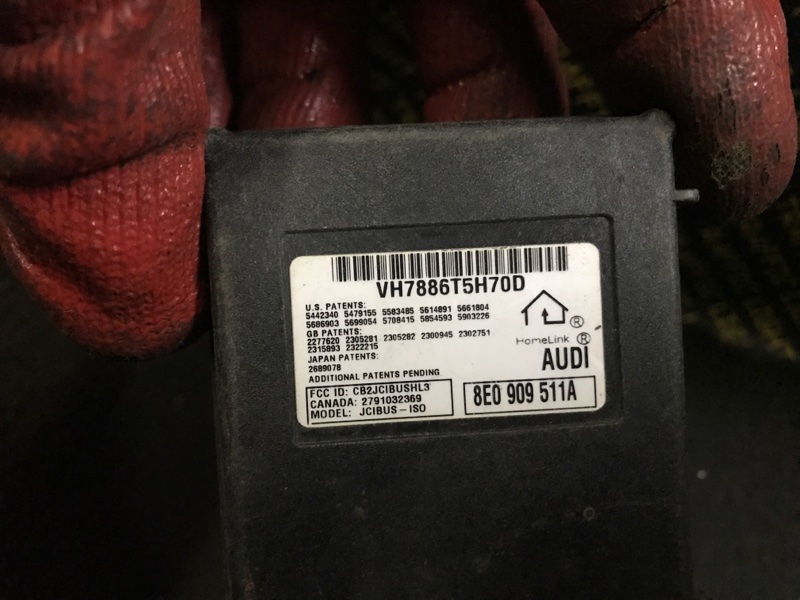 VH7886T5H70D
U.S. PATENTS:
5442340 5479155 5583485 5614891 5661804
5686903 5699054 5708415 5854593 5903226
GB PATENTS:
2277620 2305281 2305282 2300945 2302751
2315893 2322215
JAPAN PATENTS:
2689078
ADDITIONAL PATENTS PENDING
HomeLink ®
®
AUDI
FCC ID: CB2JCIBUSHL3
CANADA: 2791032369
MODEL: JCIBUS-ISO
8E0 909 511A